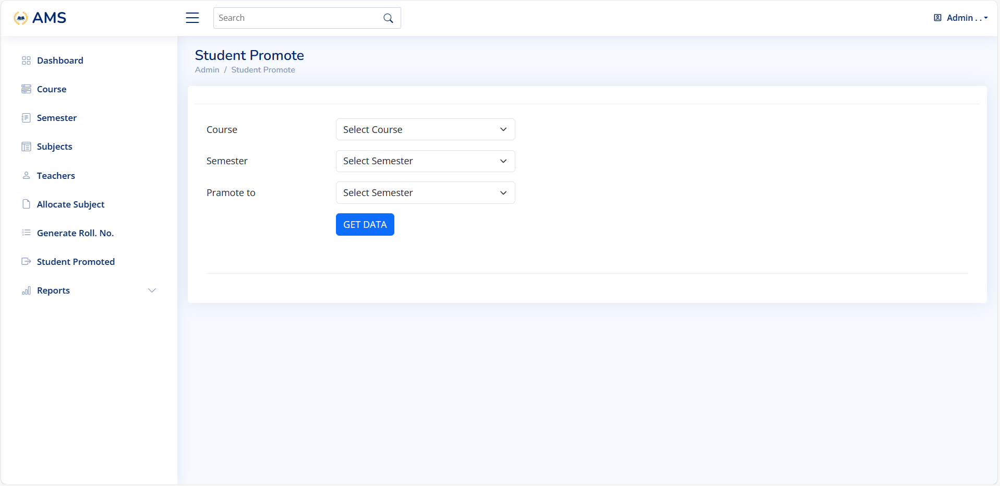 AMS
Search
Admin . .
Dashboard
Course
Semester
Subjects
Teachers
Allocate Subject
Generate Roll. No.
Student Promoted
Reports
Student Promote
Admin / Student Promote
Course Select Course
Semester Select Semester
Pramote to Select Semester
GET DATA